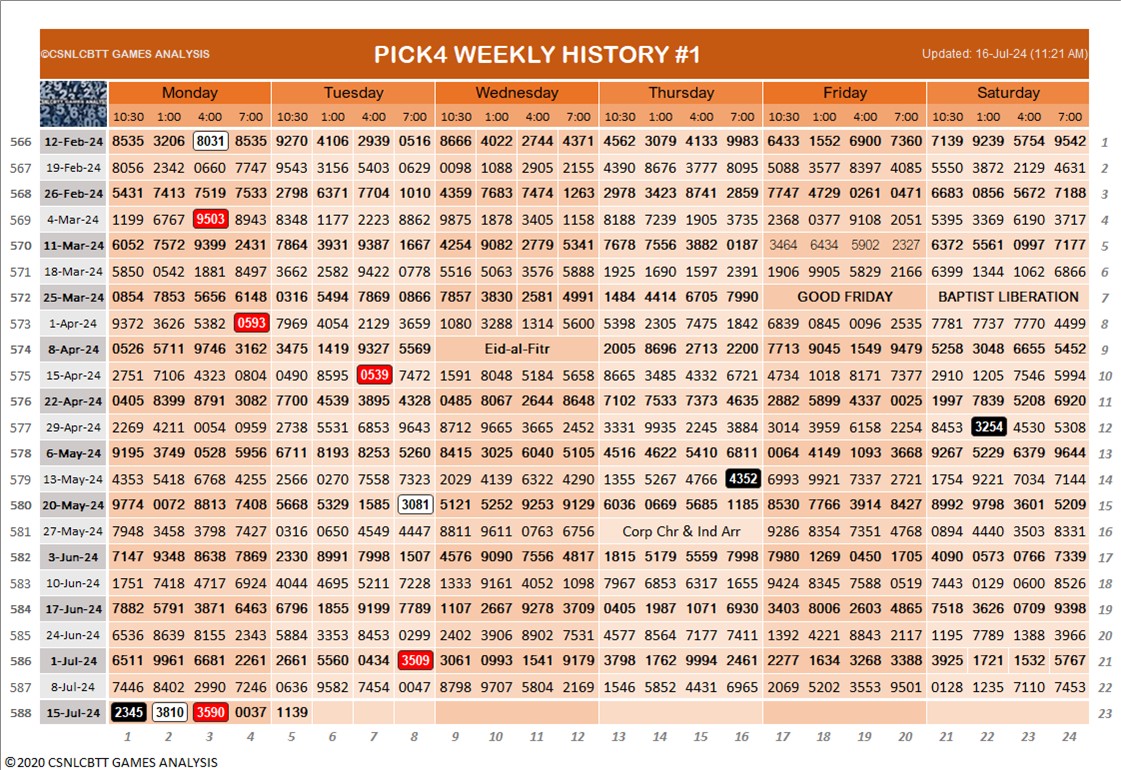 ©CSNLCBTT GAMES ANALYSIS PICK4 WEEKLY HISTORY #1 Updated: 16-Jul-24 (11:21 AM)
Monday Tuesday Wednesday Thursday Friday Saturday
10:30 1:00 4:00 7:00 10:30 1:00 4:00 7:00 10:30 1:00 4:00 7:00 10:30 1:00 4:00 7:00 10:30 1:00 4:00 7:00 10:30 1:00 4:00 7:00
566 12-Feb-24 8535 3206 8031 8535 9270 4106 2939 0516 8666 4022 2744 4371 4562 3079 4133 9983 6433 1552 6900 7360 7139 9239 5754 9542 1
567 19-Feb-24 8056 2342 0660 7747 9543 3156 5403 0629 0098 1088 2905 2155 4390 8676 3777 8095 5088 3577 8397 4085 5550 3872 2129 4631 2
568 26-Feb-24 5431 7413 7519 7533 2798 6371 7704 1010 4359 7683 7474 1263 2978 3423 8741 2859 7747 4729 0261 0471 6683 0856 5672 7188 3
569 4-Mar-24 1199 6767 9503 8943 8348 1177 2223 8862 9875 1878 3405 1158 8188 7239 1905 3735 2368 0377 9108 2051 5395 3369 6190 3717 4
570 11-Mar-24 6052 7572 9399 2431 7864 3931 9387 1667 4254 9082 2779 5341 7678 7556 3882 0187 3464 6434 5902 2327 6372 5561 0997 7177 5
571 18-Mar-24 5850 0542 1881 8497 3662 2582 9422 0778 5516 5063 3576 5888 1925 1690 1597 2391 1906 9905 5829 2166 6399 1344 1062 6866 6
572 25-Mar-24 0854 7853 5656 6148 0316 5494 7869 0866 7857 3830 2581 4991 1484 4414 6705 7990 GOOD FRIDAY BAPTIST LIBERATION 7
573 1-Apr-24 9372 3626 5382 0593 7969 4054 2129 3659 1080 3288 1314 5600 5398 2305 7475 1842 6839 0845 0096 2535 7781 7737 7770 4499 8
574 8-Apr-24 0526 5711 9746 3162 3475 1419 9327 5569 Eid-al-Fitr 2005 8696 2713 2200 7713 9045 1549 9479 5258 3048 6655 5452 9
575 15-Apr-24 2751 7106 4323 0804 0490 8595 0539 7472 1591 8048 5184 5658 8665 3485 4332 6721 4734 1018 8171 7377 2910 1205 7546 5994 10
576 22-Apr-24 0405 8399 8791 3082 7700 4539 3895 4328 0485 8067 2644 8648 7102 7533 7373 4635 2882 5899 4337 0025 1997 7839 5208 6920 11
577 29-Apr-24 2269 4211 0054 0959 2738 5531 6853 9643 8712 9665 3665 2452 3331 9935 2245 3884 3014 3959 6158 2254 8453 3254 4530 5308 12
578 6-May-24 9195 3749 0528 5956 6711 8193 8253 5260 8415 3025 6040 5105 4516 4622 5410 6811 0064 4149 1093 3668 9267 5229 6379 9644 13
579 13-May-24 4353 5418 6768 4255 2566 0270 7558 7323 2029 4139 6322 4290 1355 5267 4766 4352 6993 9921 7337 2721 1754 9221 7034 7144 14
580 20-May-24 9774 0072 8813 7408 5668 5329 1585 3081 5121 5252 9253 9129 6036 0669 5685 1185 8530 7766 3914 8427 8992 9798 3601 5209 15
581 27-May-24 7948 3458 3798 7427 0316 0650 4549 4447 8811 9611 0763 6756 Corp Chr & Ind Arr 9286 8354 7351 4768 0894 4440 3503 8331 16
582 3-Jun-24 7147 9348 8638 7869 2330 8991 7998 1507 4576 9090 7556 4817 1815 5179 5559 7998 7980 1269 0450 1705 4090 0573 0766 7339 17
583 10-Jun-24 1751 7418 4717 6924 4044 4695 5211 7228 1333 9161 4052 1098 7967 6853 6317 1655 9424 8345 7588 0519 7443 0129 0600 8526 18
584 17-Jun-24 7882 5791 3871 6463 6796 1855 9199 7789 1107 2667 9278 3709 0405 1987 1071 6930 3403 8006 2603 4865 7518 3626 0709 9398 19
585 24-Jun-24 6536 8639 8155 2343 5884 3353 8453 0299 2402 3906 8902 7531 4577 8564 7177 7411 1392 4221 8843 2117 1195 7789 1388 3966 20
586 1-Jul-24 6511 9961 6681 2261 2661 5560 0434 3509 3061 0993 1541 9179 3798 1762 9994 2461 2277 1634 3268 3388 3925 1721 1532 5767 21
587 8-Jul-24 7446 8402 2990 7246 0636 9582 7454 0047 8798 9707 5804 2169 1546 5852 4431 6965 2069 5202 3553 9501 0128 1235 7110 7453 22
588 15-Jul-24 2345 3810 3590 0037 1139 23
1 2 3 4 5 6 7 8 9 10 11 12 13 14 15 16 17 18 19 20 21 22 23 24
©2020 CSNLCBTT GAMES ANALYSIS